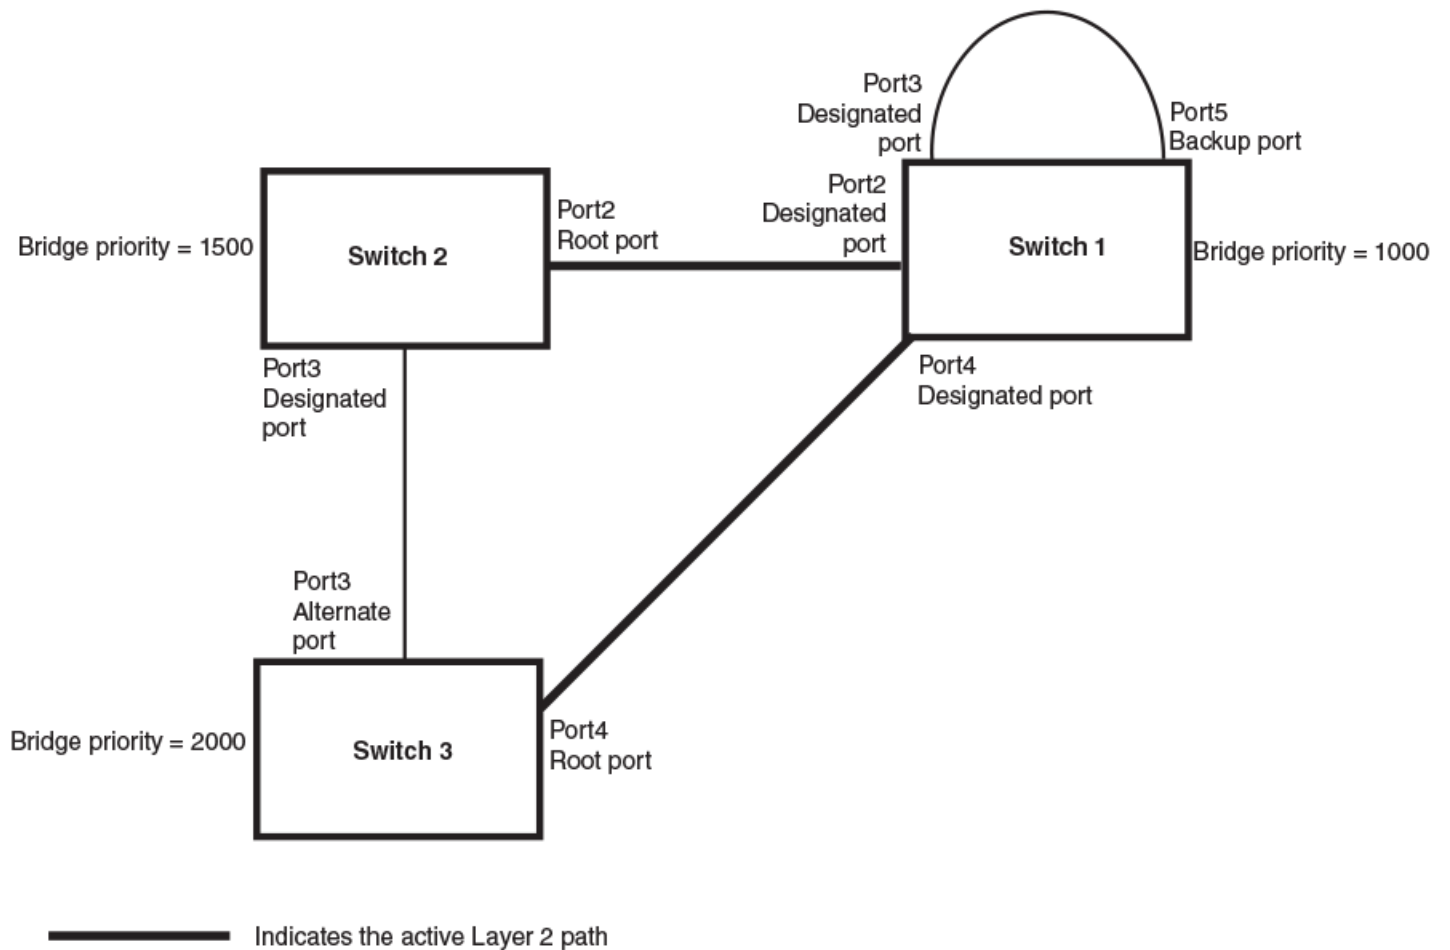 Port3
Designated
port
Port5
Backup port
Port2
Designated
port
Port2
Root port
Bridge priority = 1500
Switch 2
Switch 1
Bridge priority = 1000
Port3
Designated
port
Port4
Designated port
Port3
Alternate
port
Bridge priority = 2000
Switch 3
Port4
Root port
Indicates the active Layer 2 path